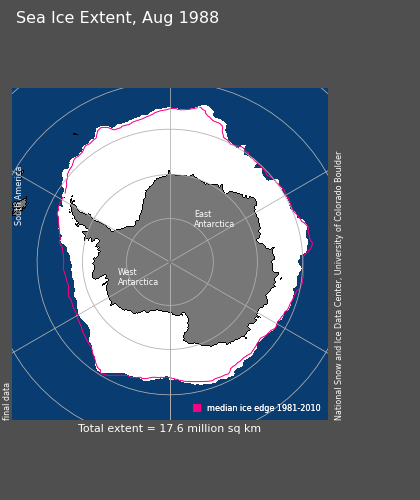 Sea Ice Extent, Aug 1988
South America
East
Antarctica
West
Antarctica
National Snow and Ice Data Center, University of Colorado Boulder
final data
median ice edge 1981-2010
Total extent = 17.6 million sq km